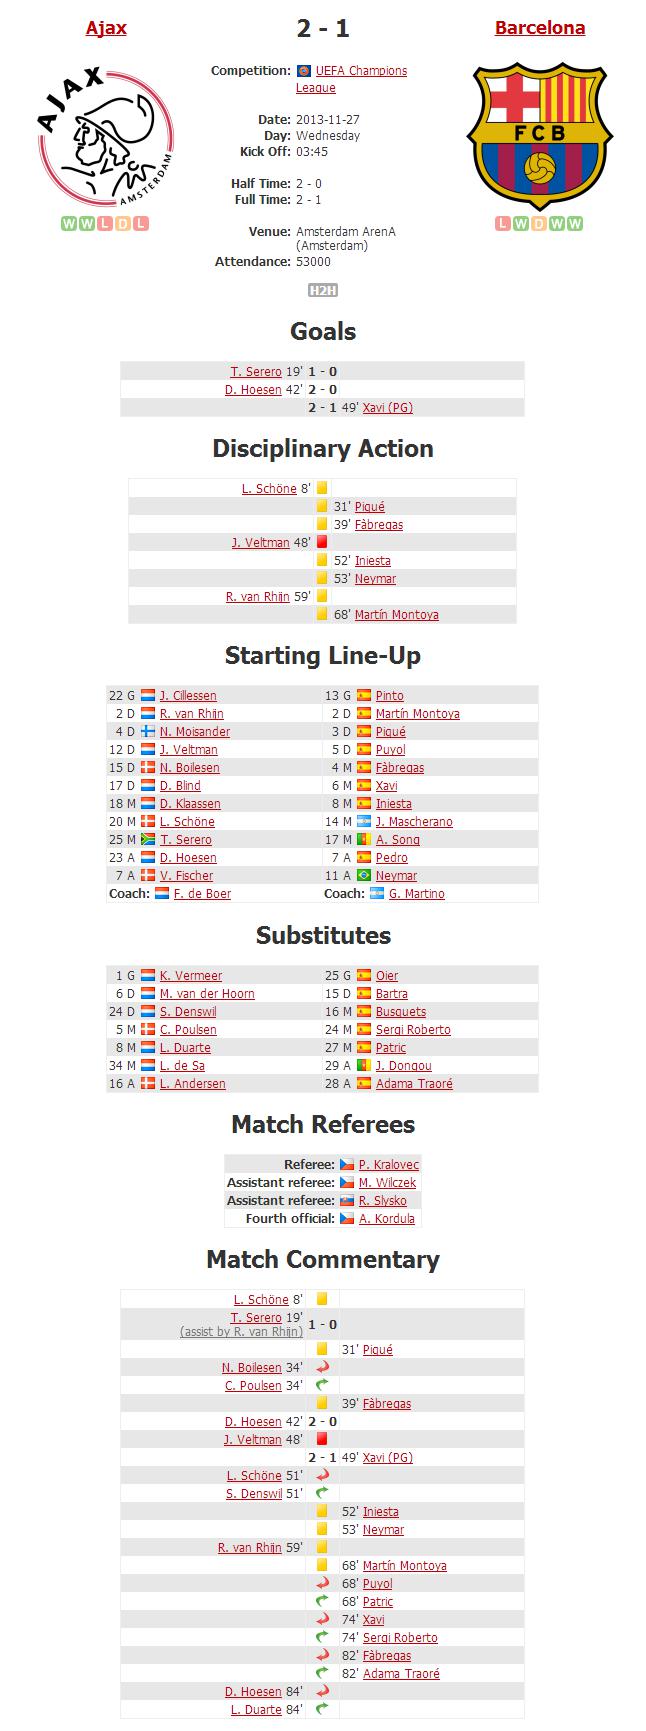 Ajax
2 - 1
Barcelona
AJAX
AMSTERDAM
FCB
W W L D L
Competition: UEFA Champions
League
Date: 2013-11-27
Day: Wednesday
Kick Off: 03:45
Half Time: 2 - 0
Full Time: 2 - 1
Venue: Amsterdam ArenA
(Amsterdam)
Attendance: 53000
L W D W W
H2H
Goals
T. Serero 19' 1 - 0
D. Hoesen 42' 2 - 0
2 - 1 49' Xavi (PG)
Disciplinary Action
L. Schöne 8'
31' Piqué
39' Fàbregas
J. Veltman 48'
52' Iniesta
53' Neymar
R. van Rhijn 59'
68' Martín Montoya
Starting Line-Up
22 G J. Cillessen 13 G Pinto
2 D R. van Rhijn 2 D Martín Montoya
4 D N. Moisander 3 D Piqué
12 D J. Veltman 5 D Puyol
15 D N. Boilesen 4 M Fàbregas
17 D D. Blind 6 M Xavi
18 M D. Klaassen 8 M Iniesta
20 M L. Schöne 14 M J. Mascherano
25 M T. Serero 17 M A. Song
23 A D. Hoesen 7 A Pedro
7 A V. Fischer 11 A Neymar
Coach: F. de Boer Coach: G. Martino
Substitutes
1 G K. Vermeer 25 G Oier
6 D M. van der Hoorn 15 D Bartra
24 D S. Denswil 16 M Busquets
5 M C. Poulsen 24 M Sergi Roberto
8 M L. Duarte 27 M Patric
34 M L. de Sa 29 A J. Dongou
16 A L. Andersen 28 A Adama Traoré
Match Referees
Referee: P. Kralovec
Assistant referee: M. Wilczek
Assistant referee: R. Slysko
Fourth official: A. Kordula
Match Commentary
L. Schöne 8'
T. Serero 19' 1 - 0
(assist by R. van Rhijn)
31' Piqué
N. Boilesen 34'
C. Poulsen 34'
39' Fàbregas
D. Hoesen 42' 2 - 0
J. Veltman 48'
2 - 1 49' Xavi (PG)
L. Schöne 51'
S. Denswil 51'
52' Iniesta
53' Neymar
R. van Rhijn 59'
68' Martín Montoya
68' Puyol
68' Patric
74' Xavi
74' Sergi Roberto
82' Fàbregas
82' Adama Traoré
D. Hoesen 84'
L. Duarte 84'